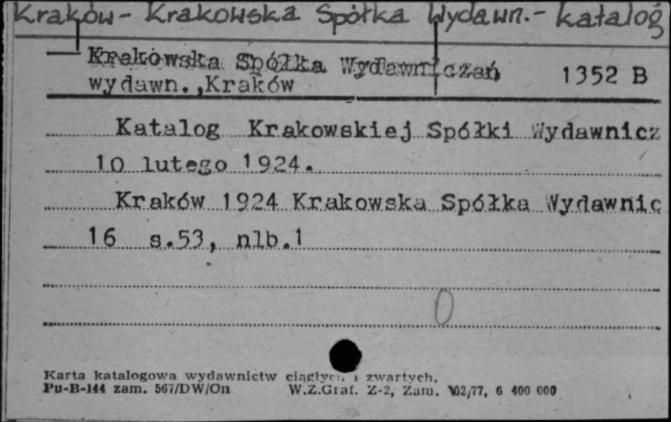 Kraków - Krakowska Spółka Wydawn. - katalog
Krakowska Spółka Wydawniczań 1352 B
wydawn., Kraków
Katalog Krakowskiej Spółki Wydawnicz
10 lutego 1924.
Kraków 1924 Krakowska Spółka Wydawnic
16 s.53, nlb.1
0
Karta katalogowa wydawnictw ciągłych i zwartych.
Pu-B-144 zam. 567/DW/On W.Z.Graf. Z-2, Zam. 102/77, 6 400 000